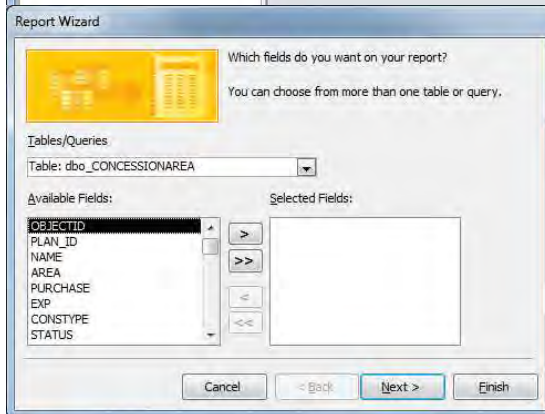 Report Wizard
Which fields do you want on your report?
You can choose from more than one table or query.
Tables/Queries
Table: dbo_CONCESSIONAREA
Available Fields:
Selected Fields:
OBJECTID
PLAN_ID
NAME
AREA
PURCHASE
EXP
CONSTYPE
STATUS
>
>>
<
<<
Cancel
< Back
Next >
Finish